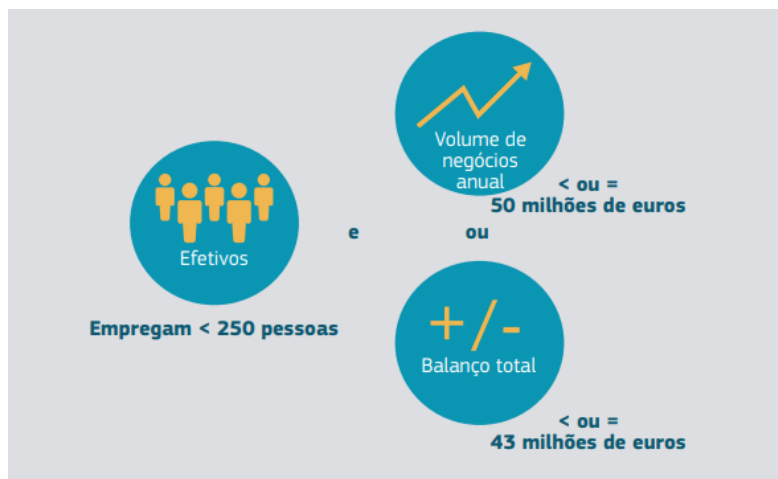 Efetivos
Empregam < 250 pessoas
e
Volume de
negócios
anual
< ou =
50 milhões de euros
ou
+/-
Balanço total
< ou =
43 milhões de euros